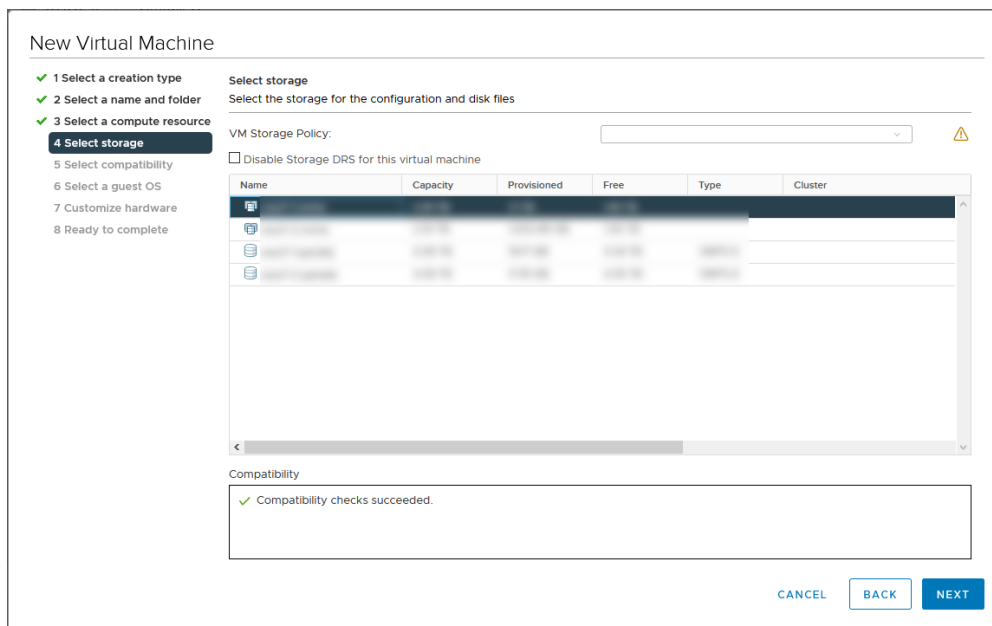 New Virtual Machine
1 Select a creation type
2 Select a name and folder
3 Select a compute resource
4 Select storage
5 Select compatibility
6 Select a guest OS
7 Customize hardware
8 Ready to complete
Select storage
Select the storage for the configuration and disk files
VM Storage Policy:
Disable Storage DRS for this virtual machine
Name Capacity Provisioned Free Type Cluster
Compatibility
Compatibility checks succeeded.
CANCEL BACK NEXT